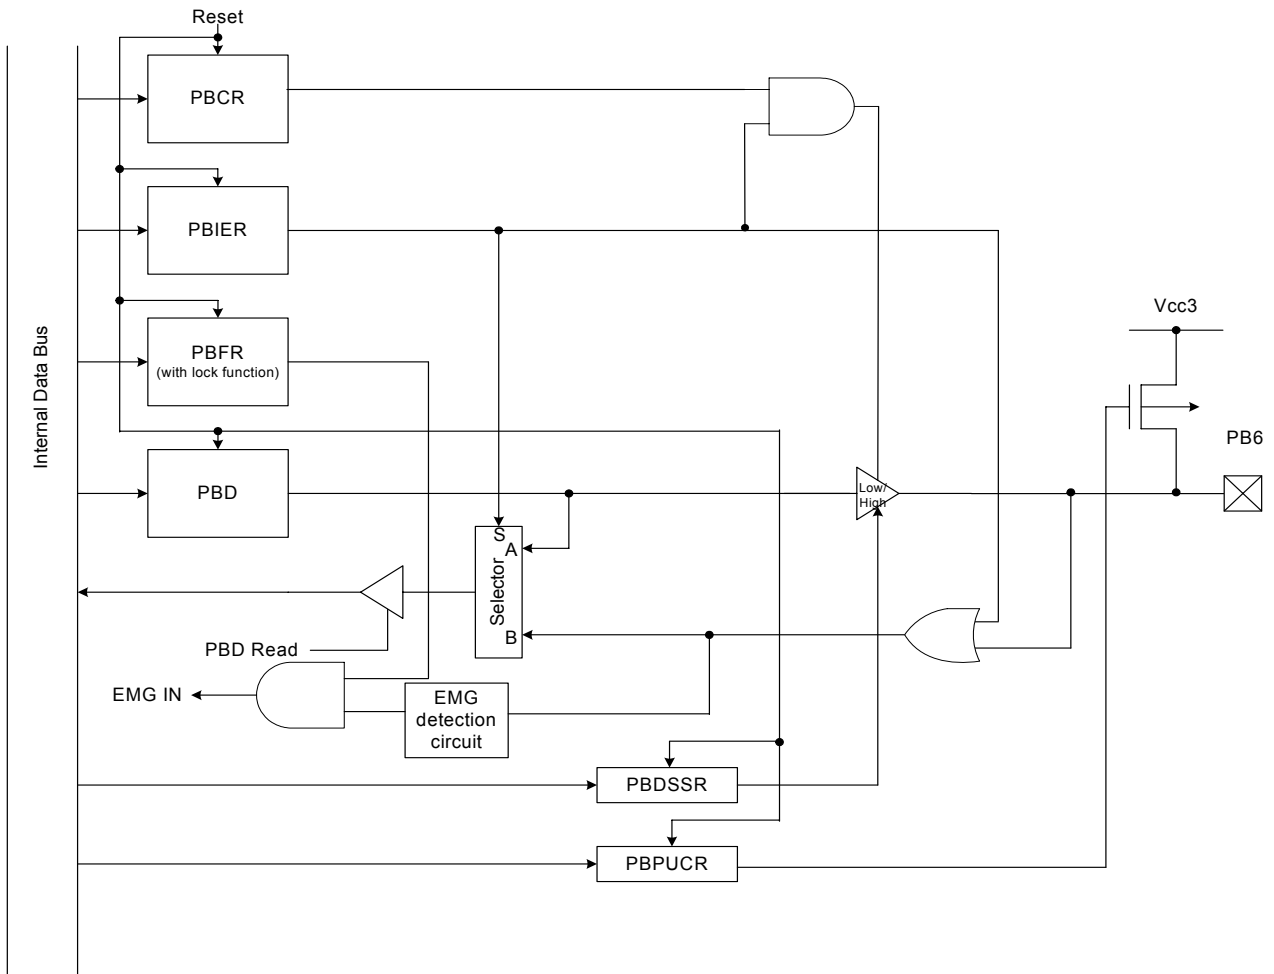 Reset
PBCR
PBIER
PBFR
(with lock function)
Internal Data Bus
Vcc3
PB6
PBD
Low/
High
S
A
Selector
B
PBD Read
EMG IN
EMG
detection
circuit
PBDSSR
PBPUCR